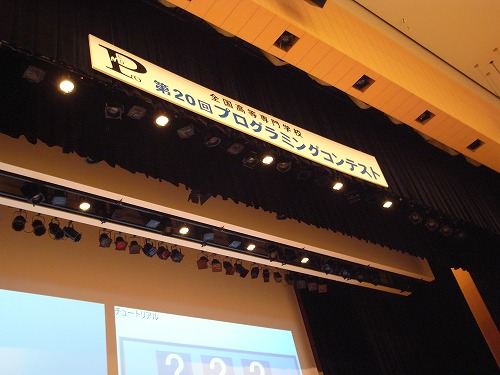 全国高等専門学校
第20回プログラミングコンテスト
チュートリアル
? ? ?